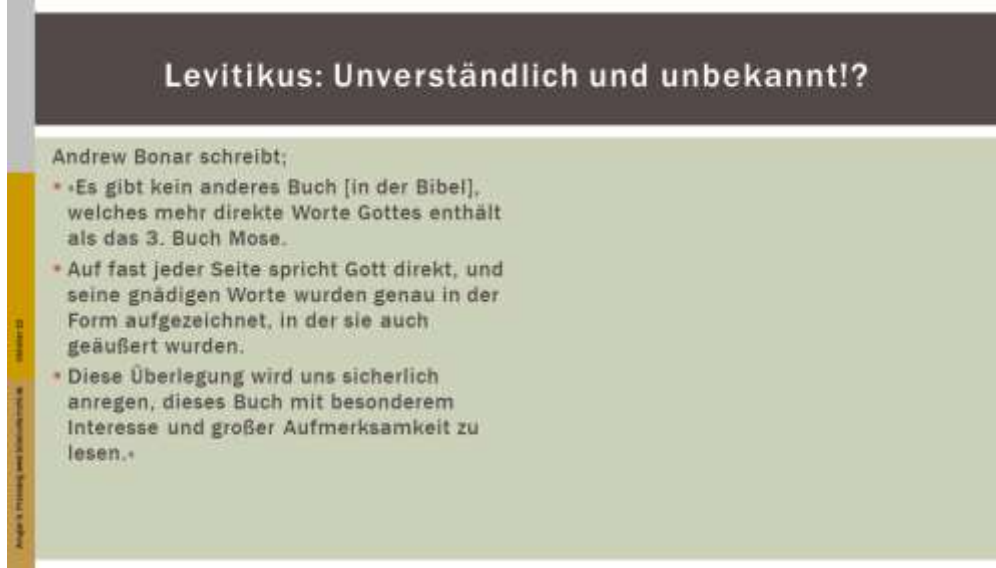 Levitikus: Unverständlich und unbekannt!?
Andrew Bonar schreibt;
• «Es gibt kein anderes Buch [in der Bibel],
welches mehr direkte Worte Gottes enthält
als das 3. Buch Mose.
• Auf fast jeder Seite spricht Gott direkt, und
seine gnädigen Worte wurden genau in der
Form aufgezeichnet, in der sie auch
geäußert wurden.
• Diese Überlegung wird uns sicherlich
anregen, dieses Buch mit besonderem
Interesse und großer Aufmerksamkeit zu
lesen.«